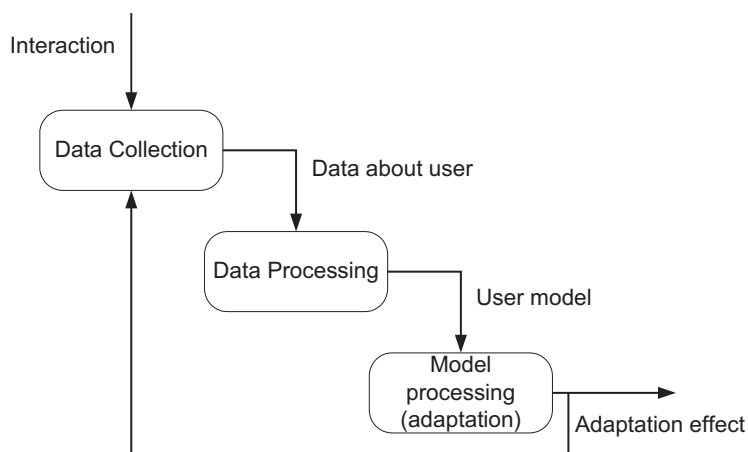 Interaction
Data Collection
Data about user
Data Processing
User model
Model
processing
(adaptation)
Adaptation effect